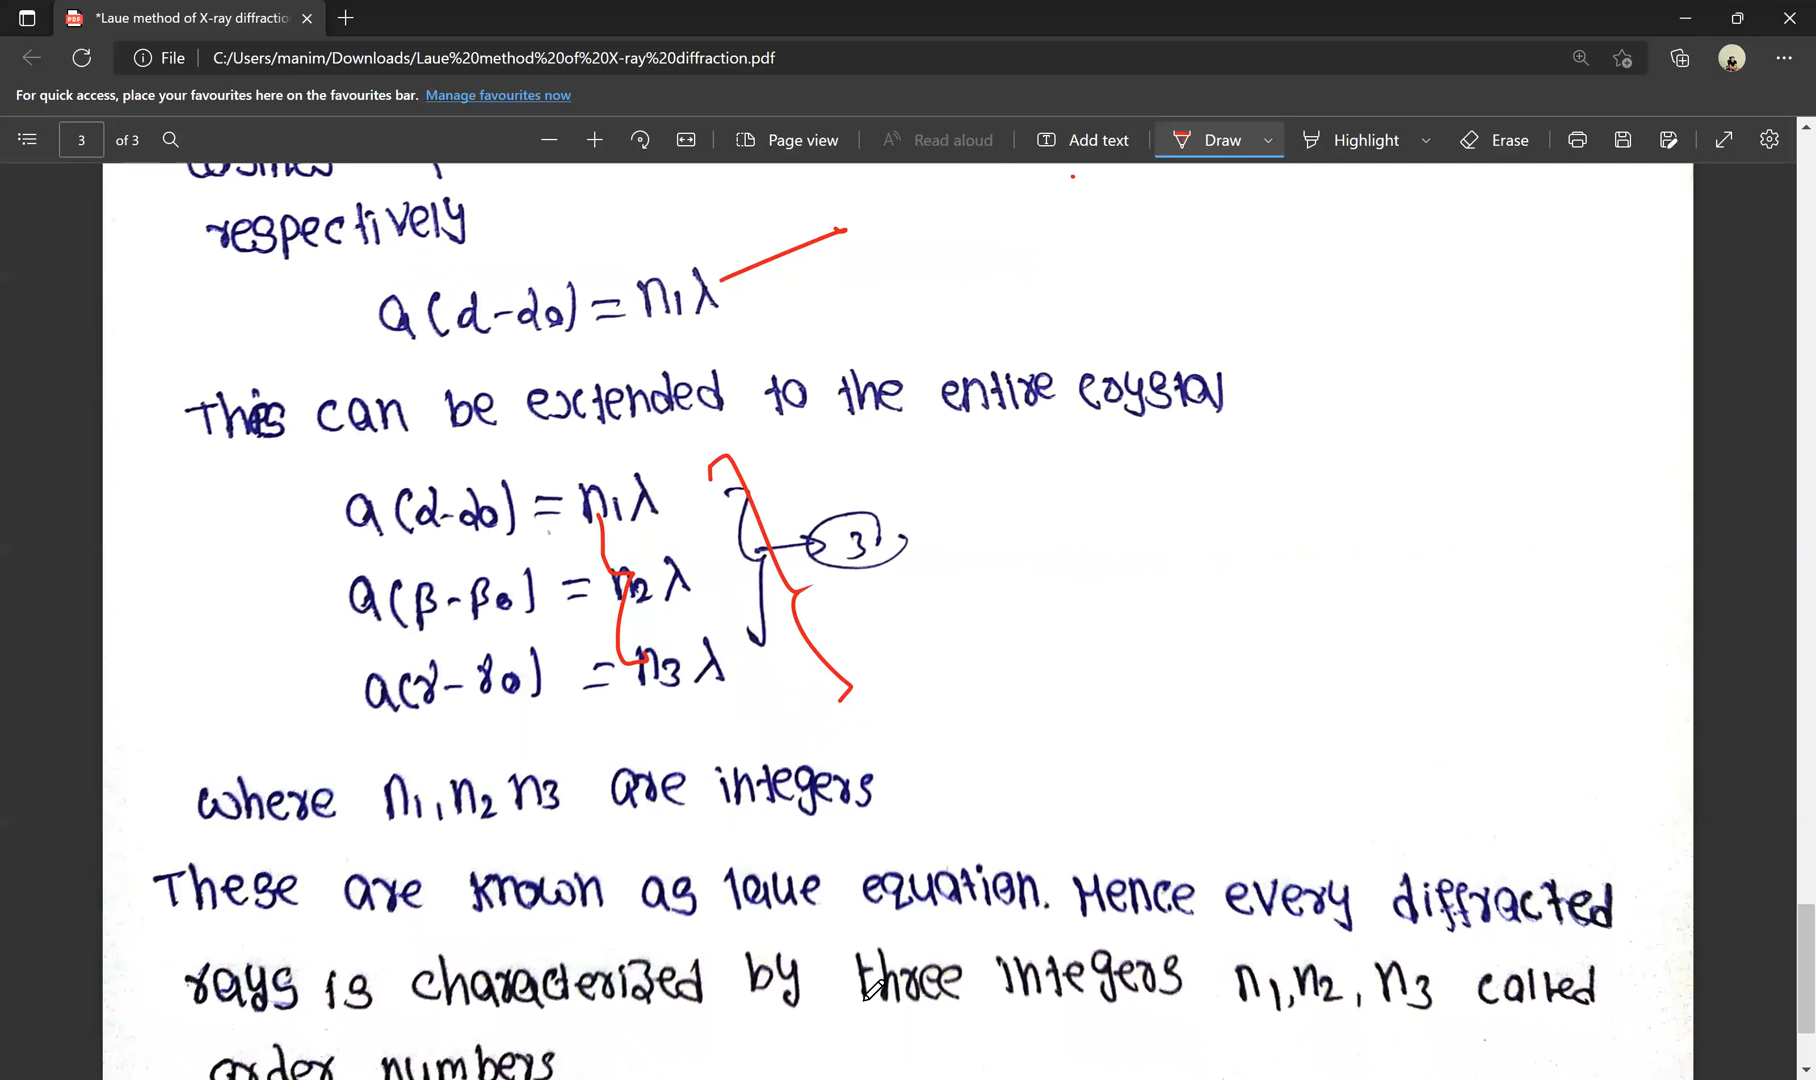 *Laue method of X-ray diffractio
File C:/Users/manim/Downloads/Laue%20method%20of%20X-ray%20diffraction.pdf
For quick access, place your favourites here on the favourites bar. Manage favourites now
3 of 3 Page view Read aloud Add text Draw Highlight Erase
respectively
a(α-α0) = n1λ
This can be extended to the entire crystal
a(α-α0) = n1λ
a(β-β0) = n2λ → 3
a(γ-γ0) = n3λ
where n1, n2 n3 are integers
These are known as laue equation. Hence every diffracted
rays is characterized by three integers n1, n2, n3 called
order numbers